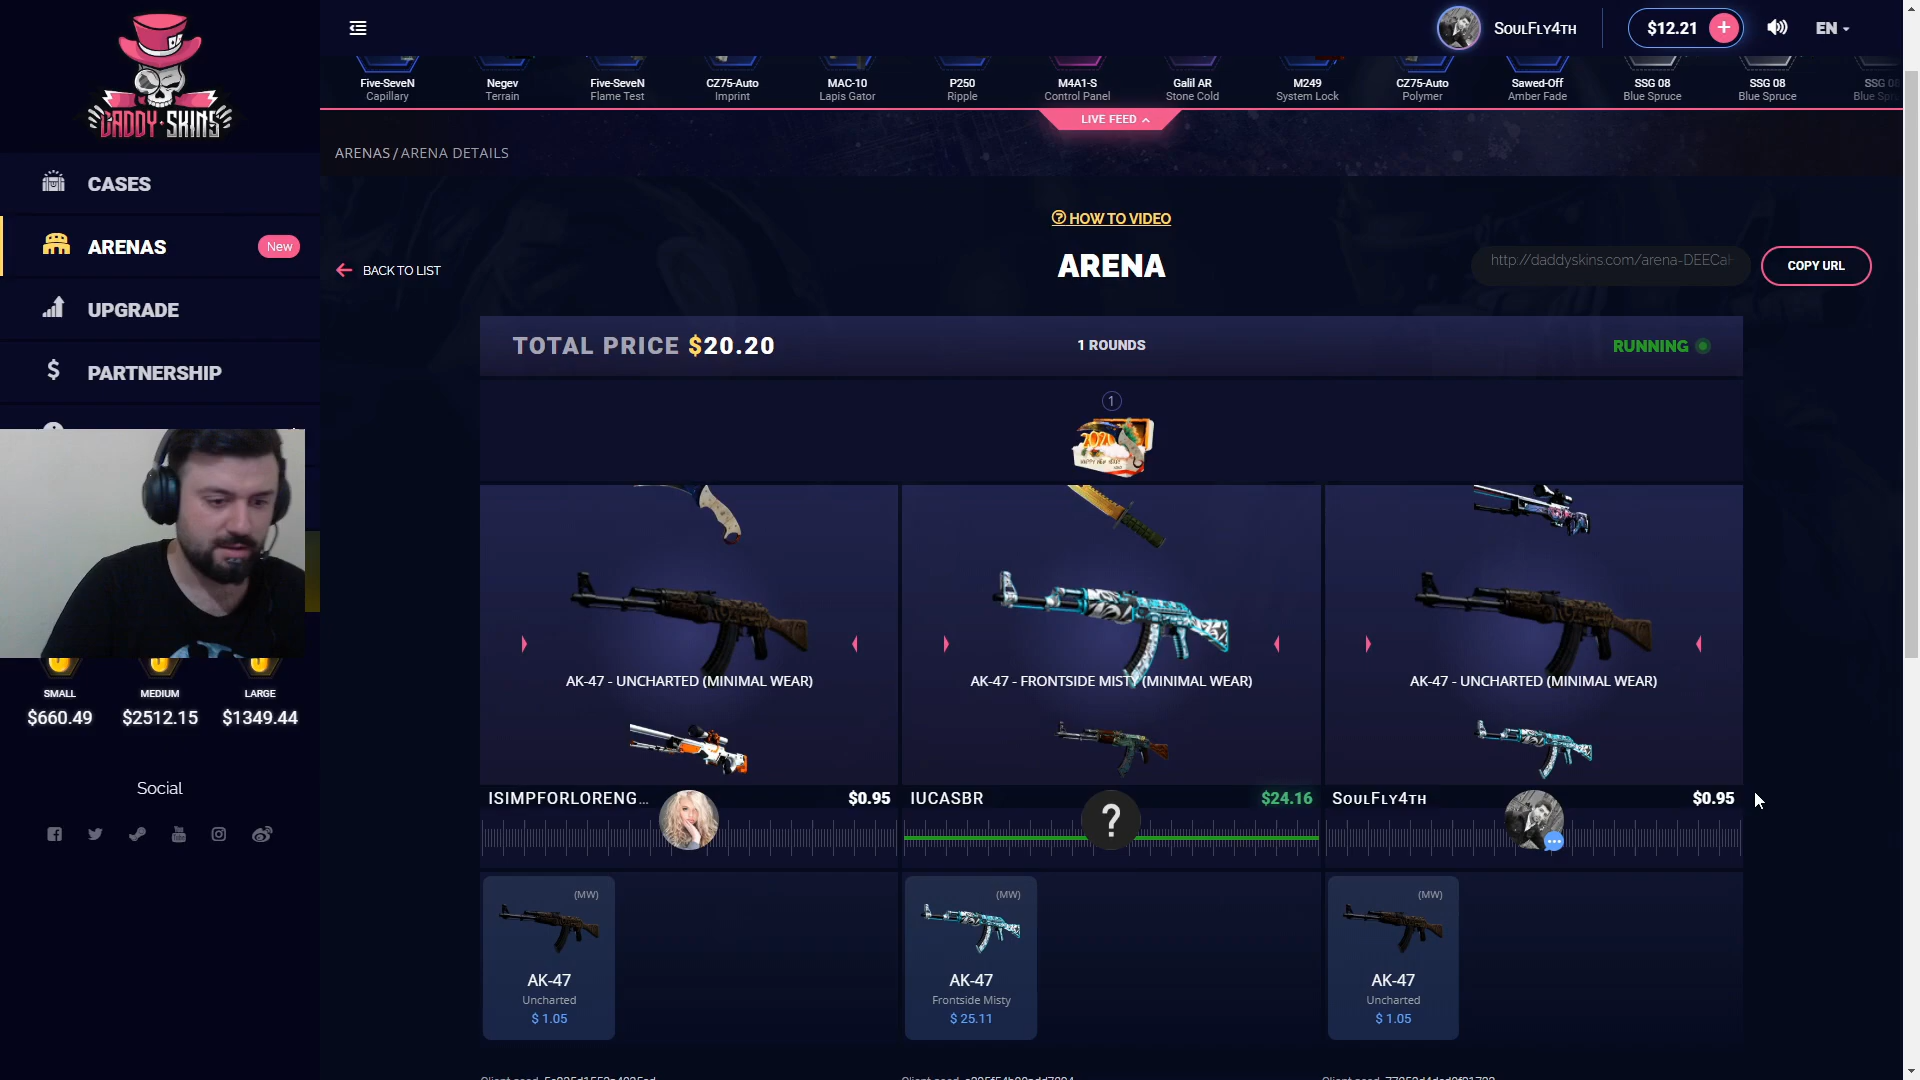 DADDY SKINS
SOULFLY4TH
$12.21
EN
Five-SeveN
Capillary
Negev
Terrain
Five-SeveN
Flame Test
CZ75-Auto
Imprint
MAC-10
Lapis Gator
P250
Ripple
M4A1-S
Control Panel
Galil AR
Stone Cold
M249
System Lock
CZ75-Auto
Polymer
Sawed-Off
Amber Fade
SSG 08
Blue Spruce
SSG 08
Blue Spruce
LIVE FEED
ARENAS / ARENA DETAILS
CASES
ARENAS
New
UPGRADE
PARTNERSHIP
HOW TO VIDEO
BACK TO LIST
ARENA
http://daddyskins.com/arena-DEECa
COPY URL
TOTAL PRICE $20.20
1 ROUNDS
RUNNING
1
2021
AK-47 - UNCHARTED (MINIMAL WEAR)
AK-47 - FRONTSIDE MISTY (MINIMAL WEAR)
AK-47 - UNCHARTED (MINIMAL WEAR)
ISIMPFORLORENG...
$0.95
IUCASBR
$24.16
?
SOULFLY4TH
$0.95
SMALL
$660.49
MEDIUM
$2512.15
LARGE
$1349.44
Social
(MW)
AK-47
Uncharted
$ 1.05
(MW)
AK-47
Frontside Misty
$ 25.11
(MW)
AK-47
Uncharted
$ 1.05